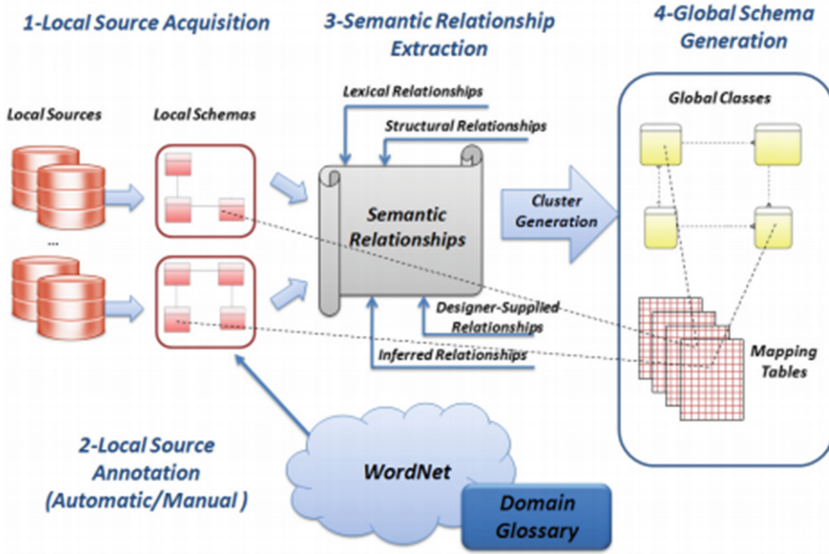 1-Local Source Acquisition
3-Semantic Relationship
Extraction
4-Global Schema
Generation
Local Sources
Local Schemas
Lexical Relationships
Structural Relationships
Global Classes
Semantic
Relationships
Cluster
Generation
...
Designer-Supplied
Relationships
Inferred Relationships
Mapping
Tables
2-Local Source
Annotation
(Automatic/Manual )
WordNet
Domain
Glossary